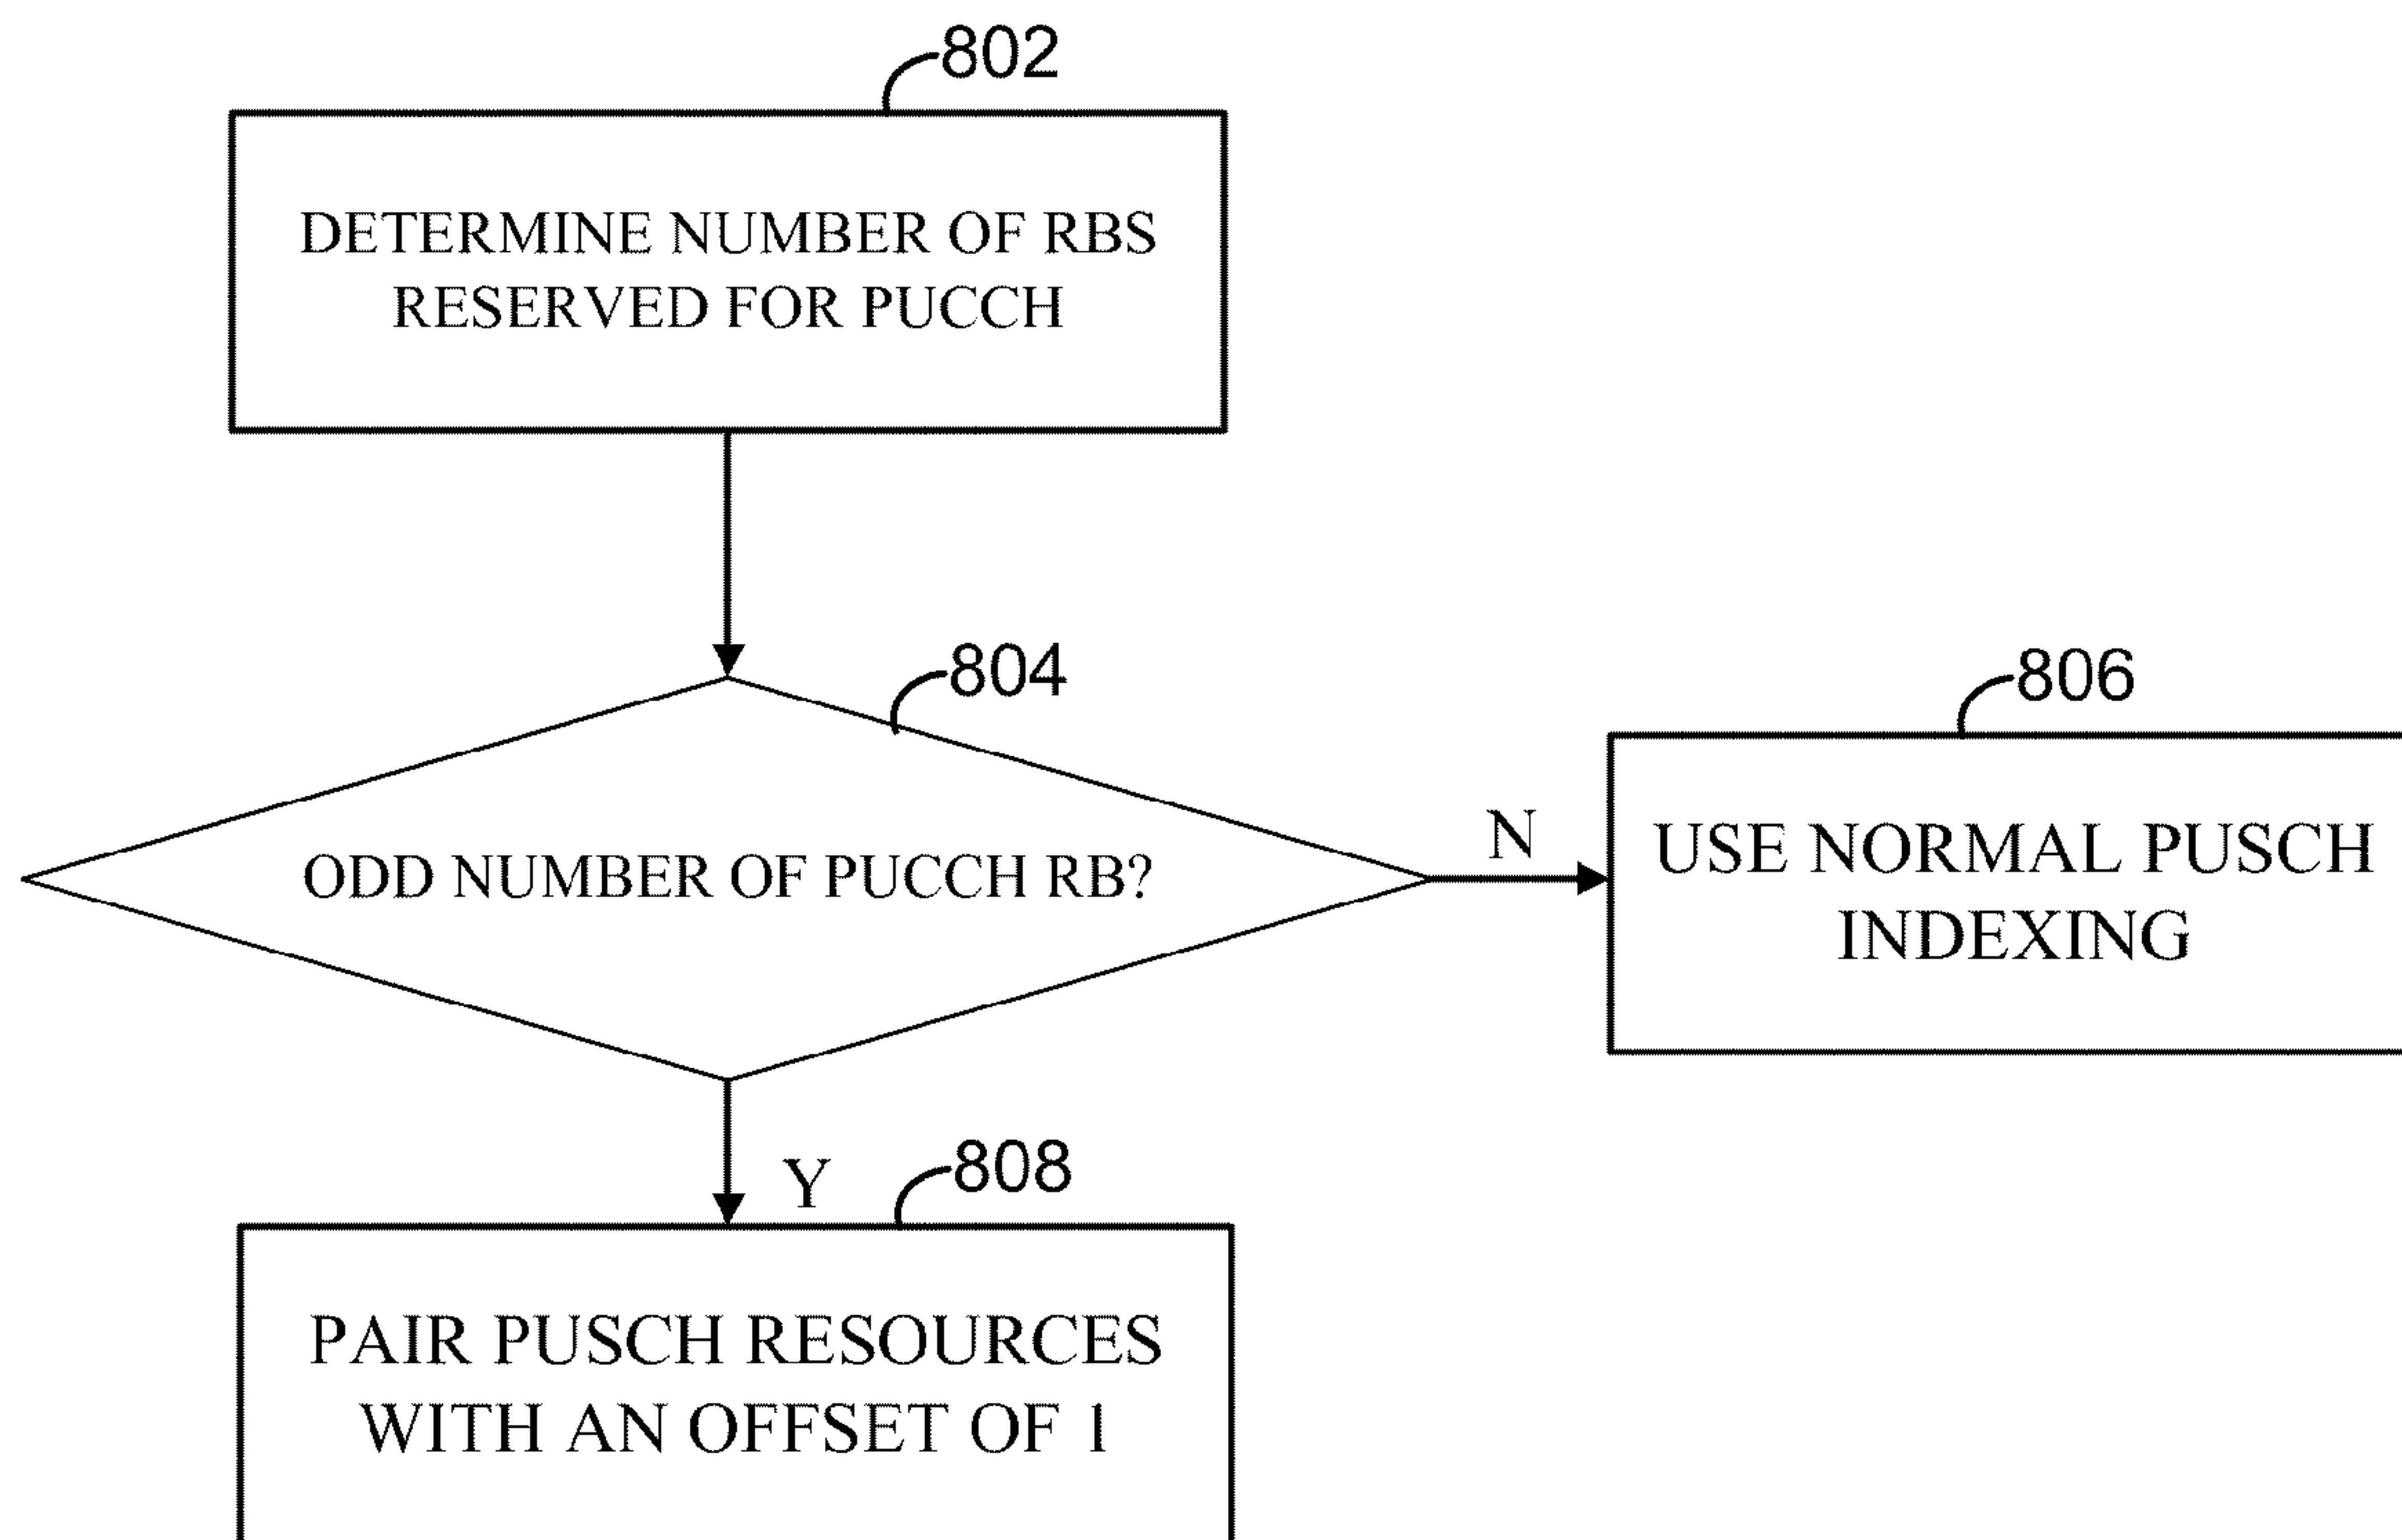 802
DETERMINE NUMBER OF RBS
RESERVED FOR PUCCH
804
ODD NUMBER OF PUCCH RB?
N
806
USE NORMAL PUSCH
INDEXING
Y
808
PAIR PUSCH RESOURCES
WITH AN OFFSET OF 1